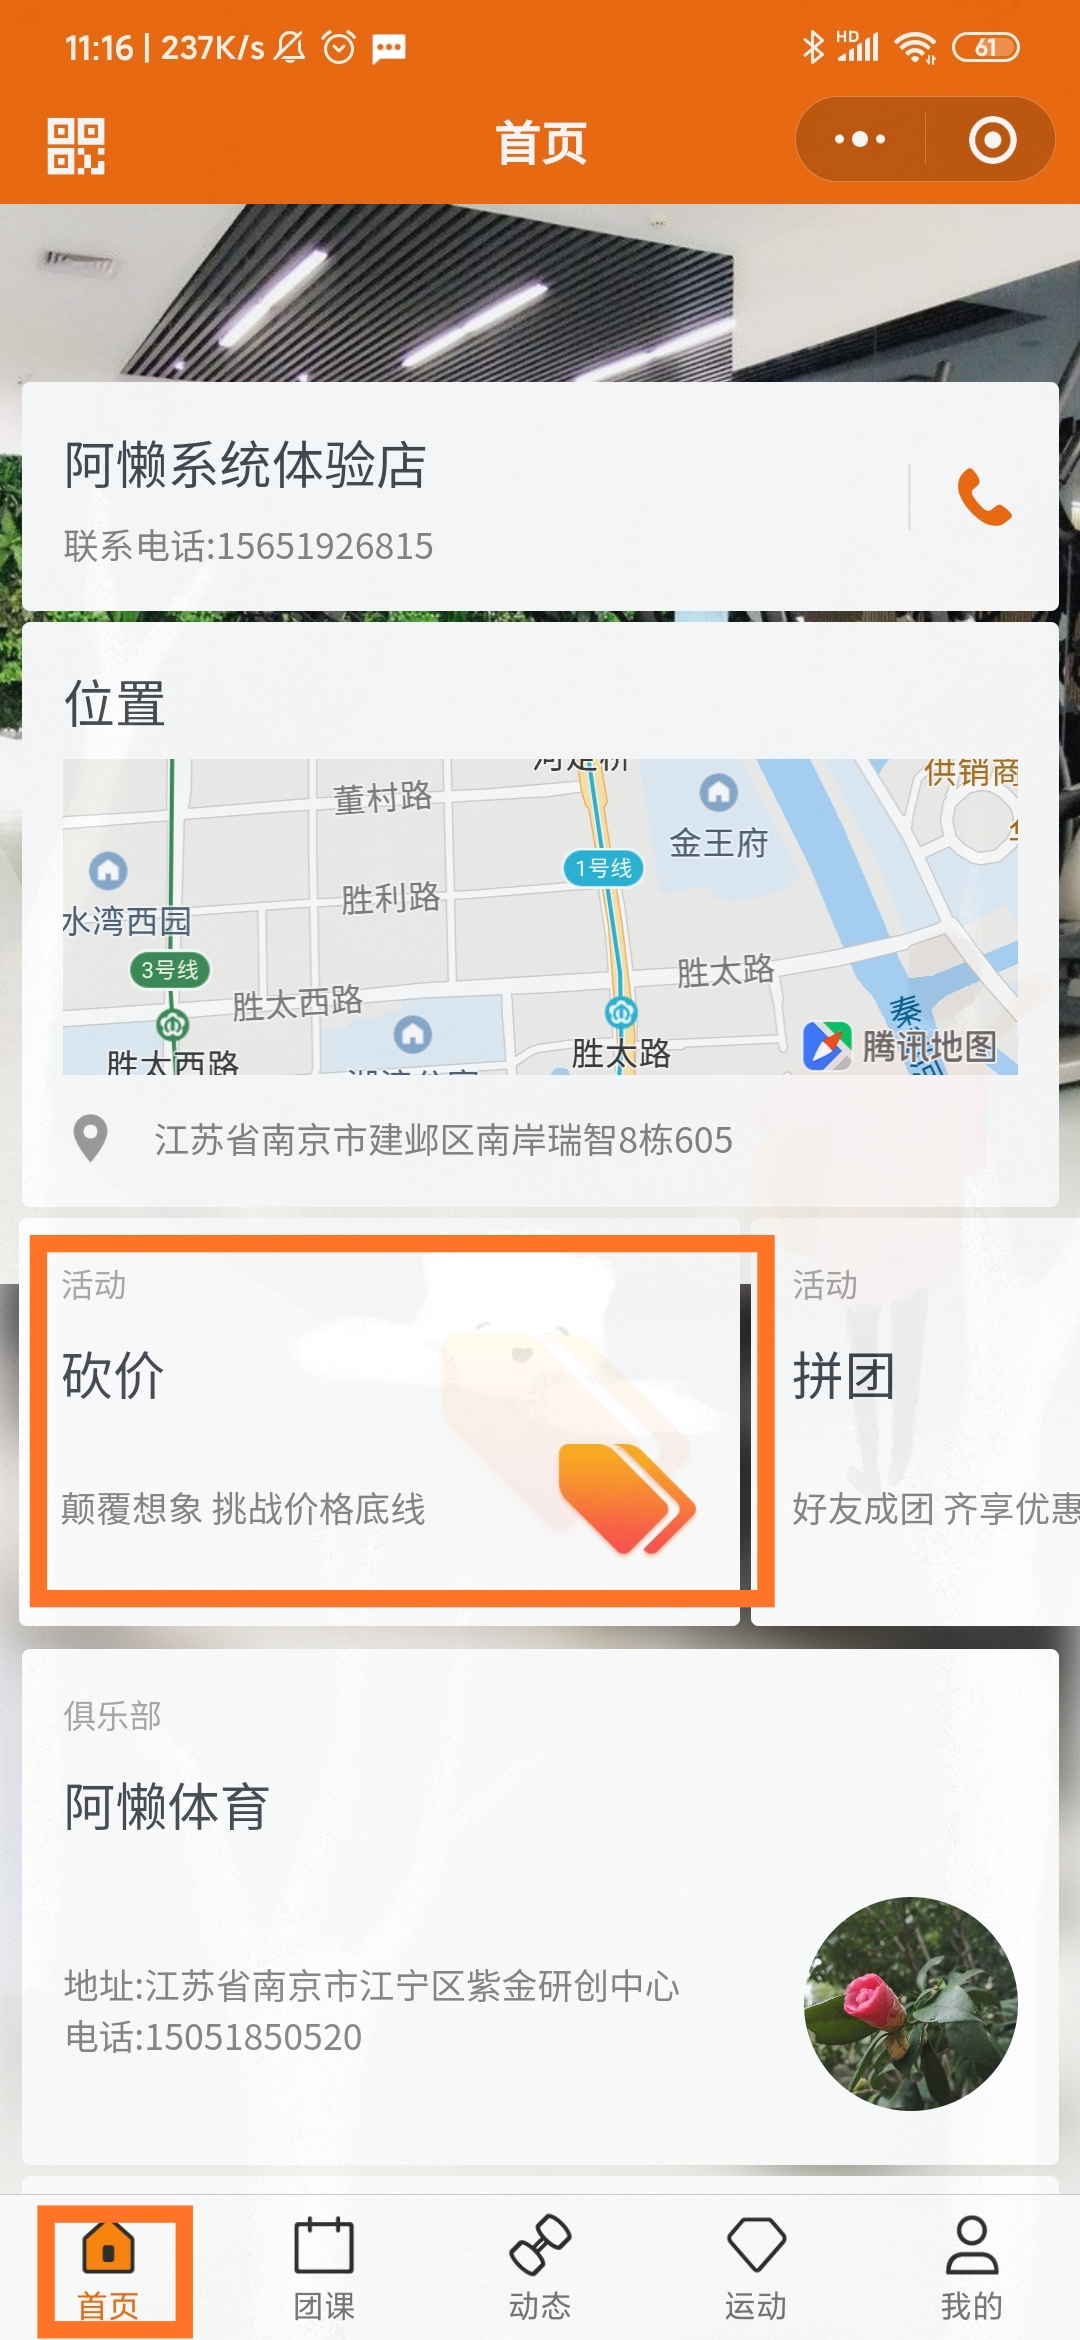 11:16 | 237K/s
HD
61
首页
阿懒系统体验店
联系电话:15651926815
位置
供销商
董村路
金王府
1号线
胜利路
水湾西园
3号线
胜太路
胜太西路
秦
河
腾讯地图
胜太西路
胜太路
江苏省南京市建邺区南岸瑞智8栋605
活动
砍价
颠覆想象 挑战价格底线
活动
拼团
好友成团 齐享优惠
俱乐部
阿懒体育
地址:江苏省南京市江宁区紫金研创中心
电话:15051850520
首页
团课
动态
运动
我的